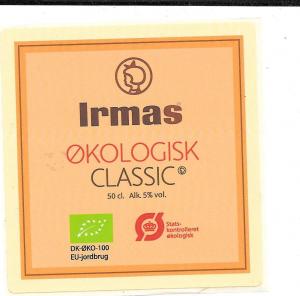 Irmas®
ØKOLOGISK
CLASSIC©
50 cl. Alk. 5% vol.
DK-ØKO-100
EU-jordbrug
Ø
Stats-
kontrolleret
økologisk